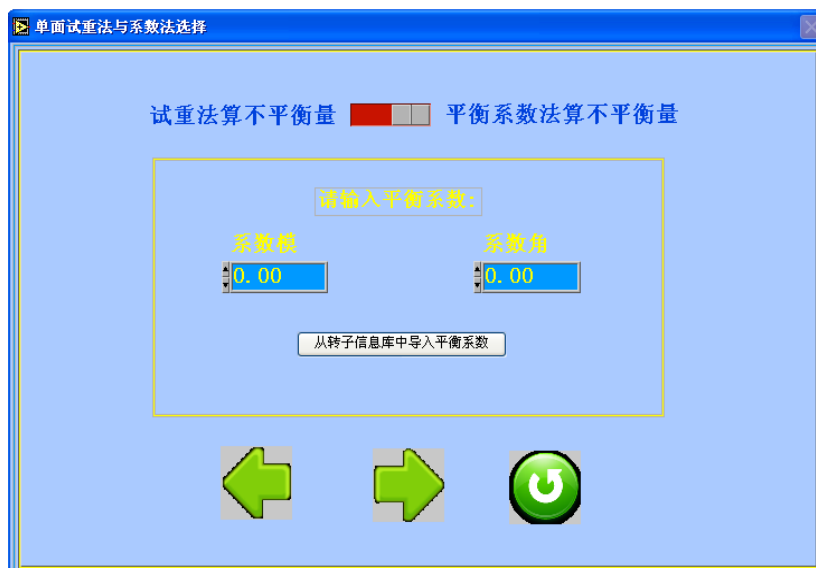 单面试重法与系数法选择
试重法算不平衡量 平衡系数法算不平衡量
请输入平衡系数:
系数模 系数角
0.00 0.00
从转子信息库中导入平衡系数